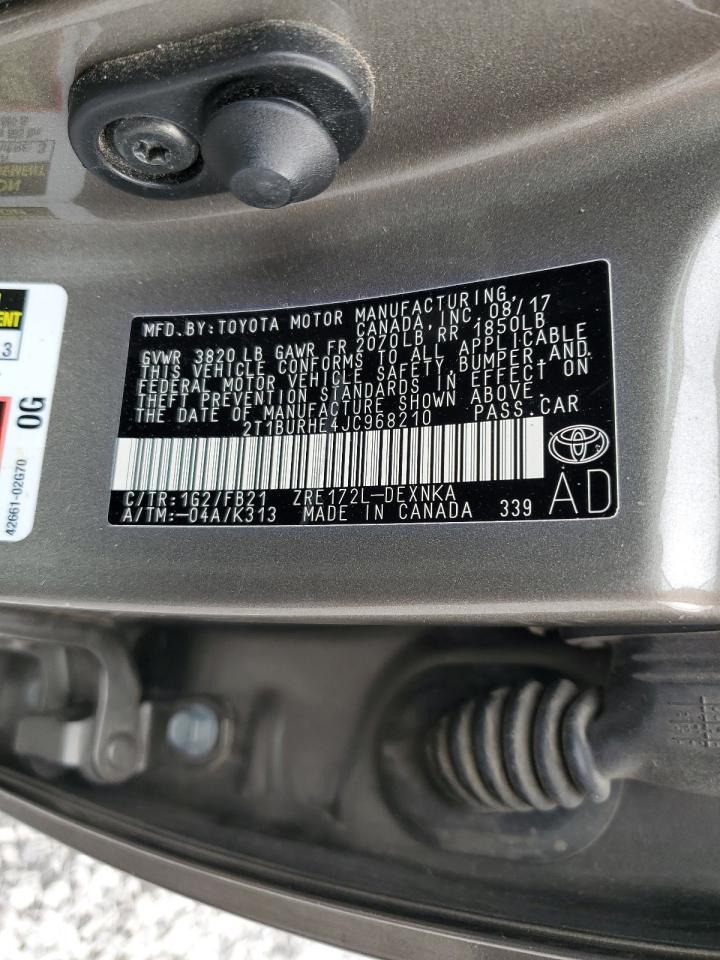 MFD.BY:TOYOTA MOTOR MANUFACTURING,
CANADA, INC. 08/17
GVWR 3820 LB GAWR FR 2070LB, RR 1850LB
THIS VEHICLE CONFORMS TO ALL APPLICABLE
FEDERAL MOTOR VEHICLE SAFETY, BUMPER, AND
THEFT PREVENTION STANDARDS IN EFFECT ON
THE DATE OF MANUFACTURE SHOWN ABOVE.
2T1BURHE4JC968210 PASS.CAR
C/TR:1G2/FB21 ZRE172L-DEXNKA
A/TM:-04A/K313 MADE IN CANADA 339
AD
3
OG
42661-02G70